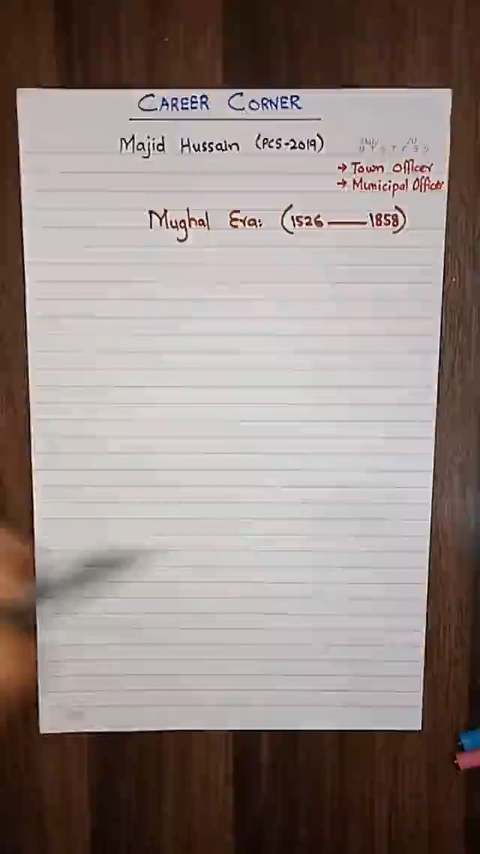 CAREER CORNER
Majid Hussain (PCS-2019)
→ Town Officer
→ Municipal Officer
Mughal Era: (1526 — 1858)